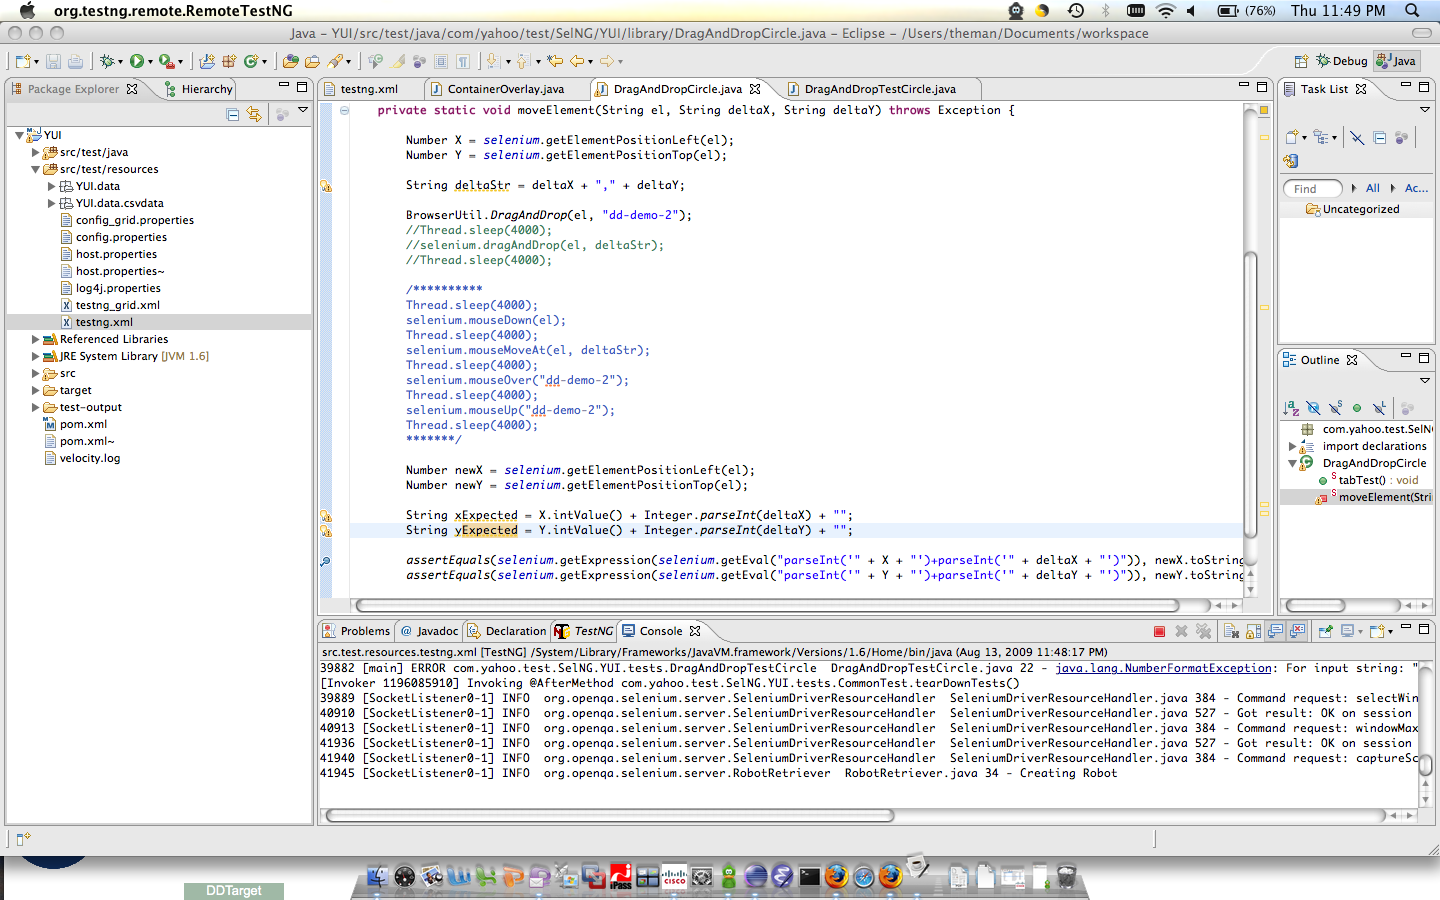 org.testng.remote.RemoteTestNG
(76%) Thu 11:49 PM
Java – YUI/src/test/java/com/yahoo/test/SelNG/YUI/library/DragAndDropCircle.java – Eclipse – /Users/theman/Documents/workspace
Debug Java
Package Explorer Hierarchy
YUI
src/test/java
src/test/resources
YUI.data
YUI.data.csvdata
config_grid.properties
config.properties
host.properties
host.properties~
log4j.properties
testng_grid.xml
testng.xml
Referenced Libraries
JRE System Library [JVM 1.6]
src
target
test-output
pom.xml
pom.xml~
velocity.log
testng.xml ContainerOverlay.java DragAndDropCircle.java DragAndDropTestCircle.java
private static void moveElement(String el, String deltaX, String deltaY) throws Exception {
Number X = selenium.getElementPositionLeft(el);
Number Y = selenium.getElementPositionTop(el);
String deltaStr = deltaX + "," + deltaY;
BrowserUtil.DragAndDrop(el, "dd-demo-2");
//Thread.sleep(4000);
//selenium.dragAndDrop(el, deltaStr);
//Thread.sleep(4000);
/**********
Thread.sleep(4000);
selenium.mouseDown(el);
Thread.sleep(4000);
selenium.mouseMoveAt(el, deltaStr);
Thread.sleep(4000);
selenium.mouseOver("dd-demo-2");
Thread.sleep(4000);
selenium.mouseUp("dd-demo-2");
Thread.sleep(4000);
*******/
Number newX = selenium.getElementPositionLeft(el);
Number newY = selenium.getElementPositionTop(el);
String xExpected = X.intValue() + Integer.parseInt(deltaX) + "";
String yExpected = Y.intValue() + Integer.parseInt(deltaY) + "";
assertEquals(selenium.getExpression(selenium.getEval("parseInt('" + X + "')+parseInt('" + deltaX + "')")), newX.toString
assertEquals(selenium.getExpression(selenium.getEval("parseInt('" + Y + "')+parseInt('" + deltaY + "')")), newY.toString
Task List
Find All Ac...
Uncategorized
Outline
com.yahoo.test.SelN
import declarations
DragAndDropCircle
tabTest() : void
moveElement(Stri
Problems Javadoc Declaration TestNG Console
src.test.resources.testng.xml [TestNG] /System/Library/Frameworks/JavaVM.framework/Versions/1.6/Home/bin/java (Aug 13, 2009 11:48:17 PM)
39882 [main] ERROR com.yahoo.test.SelNG.YUI.tests.DragAndDropTestCircle DragAndDropTestCircle.java 22 - java.lang.NumberFormatException: For input string: "
[Invoker 1196085910] Invoking @AfterMethod com.yahoo.test.SelNG.YUI.tests.CommonTest.tearDownTests()
39889 [SocketListener0-1] INFO org.openqa.selenium.server.SeleniumDriverResourceHandler SeleniumDriverResourceHandler.java 384 - Command request: selectWin
40910 [SocketListener0-1] INFO org.openqa.selenium.server.SeleniumDriverResourceHandler SeleniumDriverResourceHandler.java 527 - Got result: OK on session
40913 [SocketListener0-1] INFO org.openqa.selenium.server.SeleniumDriverResourceHandler SeleniumDriverResourceHandler.java 384 - Command request: windowMax
41936 [SocketListener0-1] INFO org.openqa.selenium.server.SeleniumDriverResourceHandler SeleniumDriverResourceHandler.java 527 - Got result: OK on session
41940 [SocketListener0-1] INFO org.openqa.selenium.server.SeleniumDriverResourceHandler SeleniumDriverResourceHandler.java 384 - Command request: captureSc
41945 [SocketListener0-1] INFO org.openqa.selenium.server.RobotRetriever RobotRetriever.java 34 - Creating Robot
DDTarget
iPass
CISCO